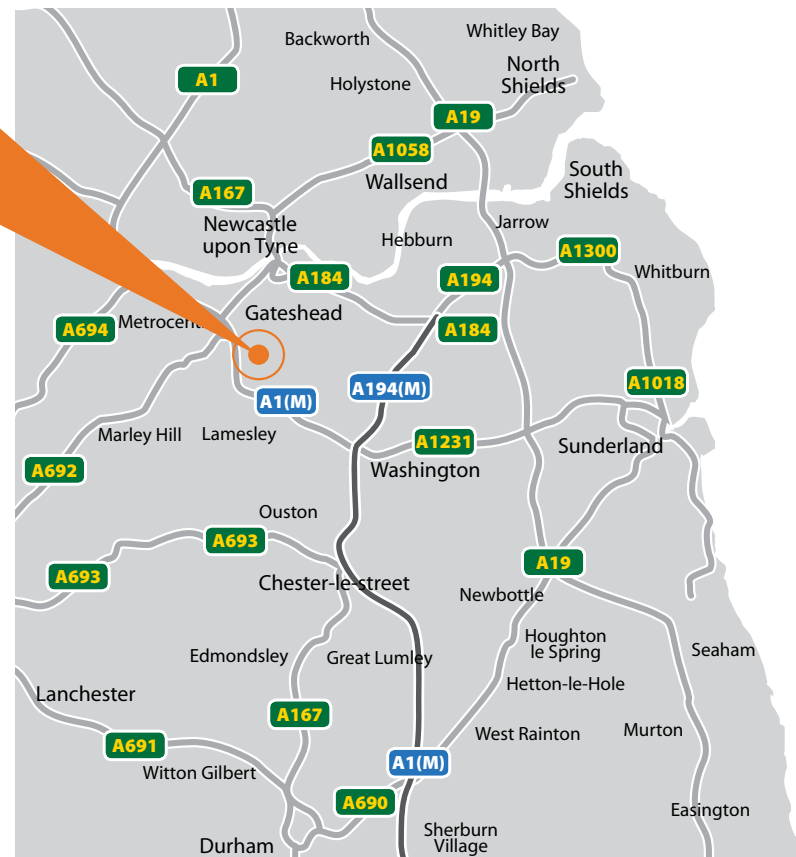 Whitley Bay
Backworth
North
Shields
A1
Holystone
A19
A1058
South
Shields
Wallsend
A167
Newcastle
upon Tyne
Jarrow
Hebburn
A1300
Whitburn
A184
A194
Gateshead
Metrocent
A694
A184
A194(M)
A1018
A1(M)
Marley Hill
Lamesley
A1231
Sunderland
A692
Washington
Ouston
A693
A19
A693
Chester-le-street
Newbottle
Houghton
le Spring
Edmondsley
Great Lumley
Seaham
Hetton-le-Hole
Lanchester
A167
West Rainton
Murton
A691
A1(M)
Witton Gilbert
A690
Easington
Sherburn
Village
Durham